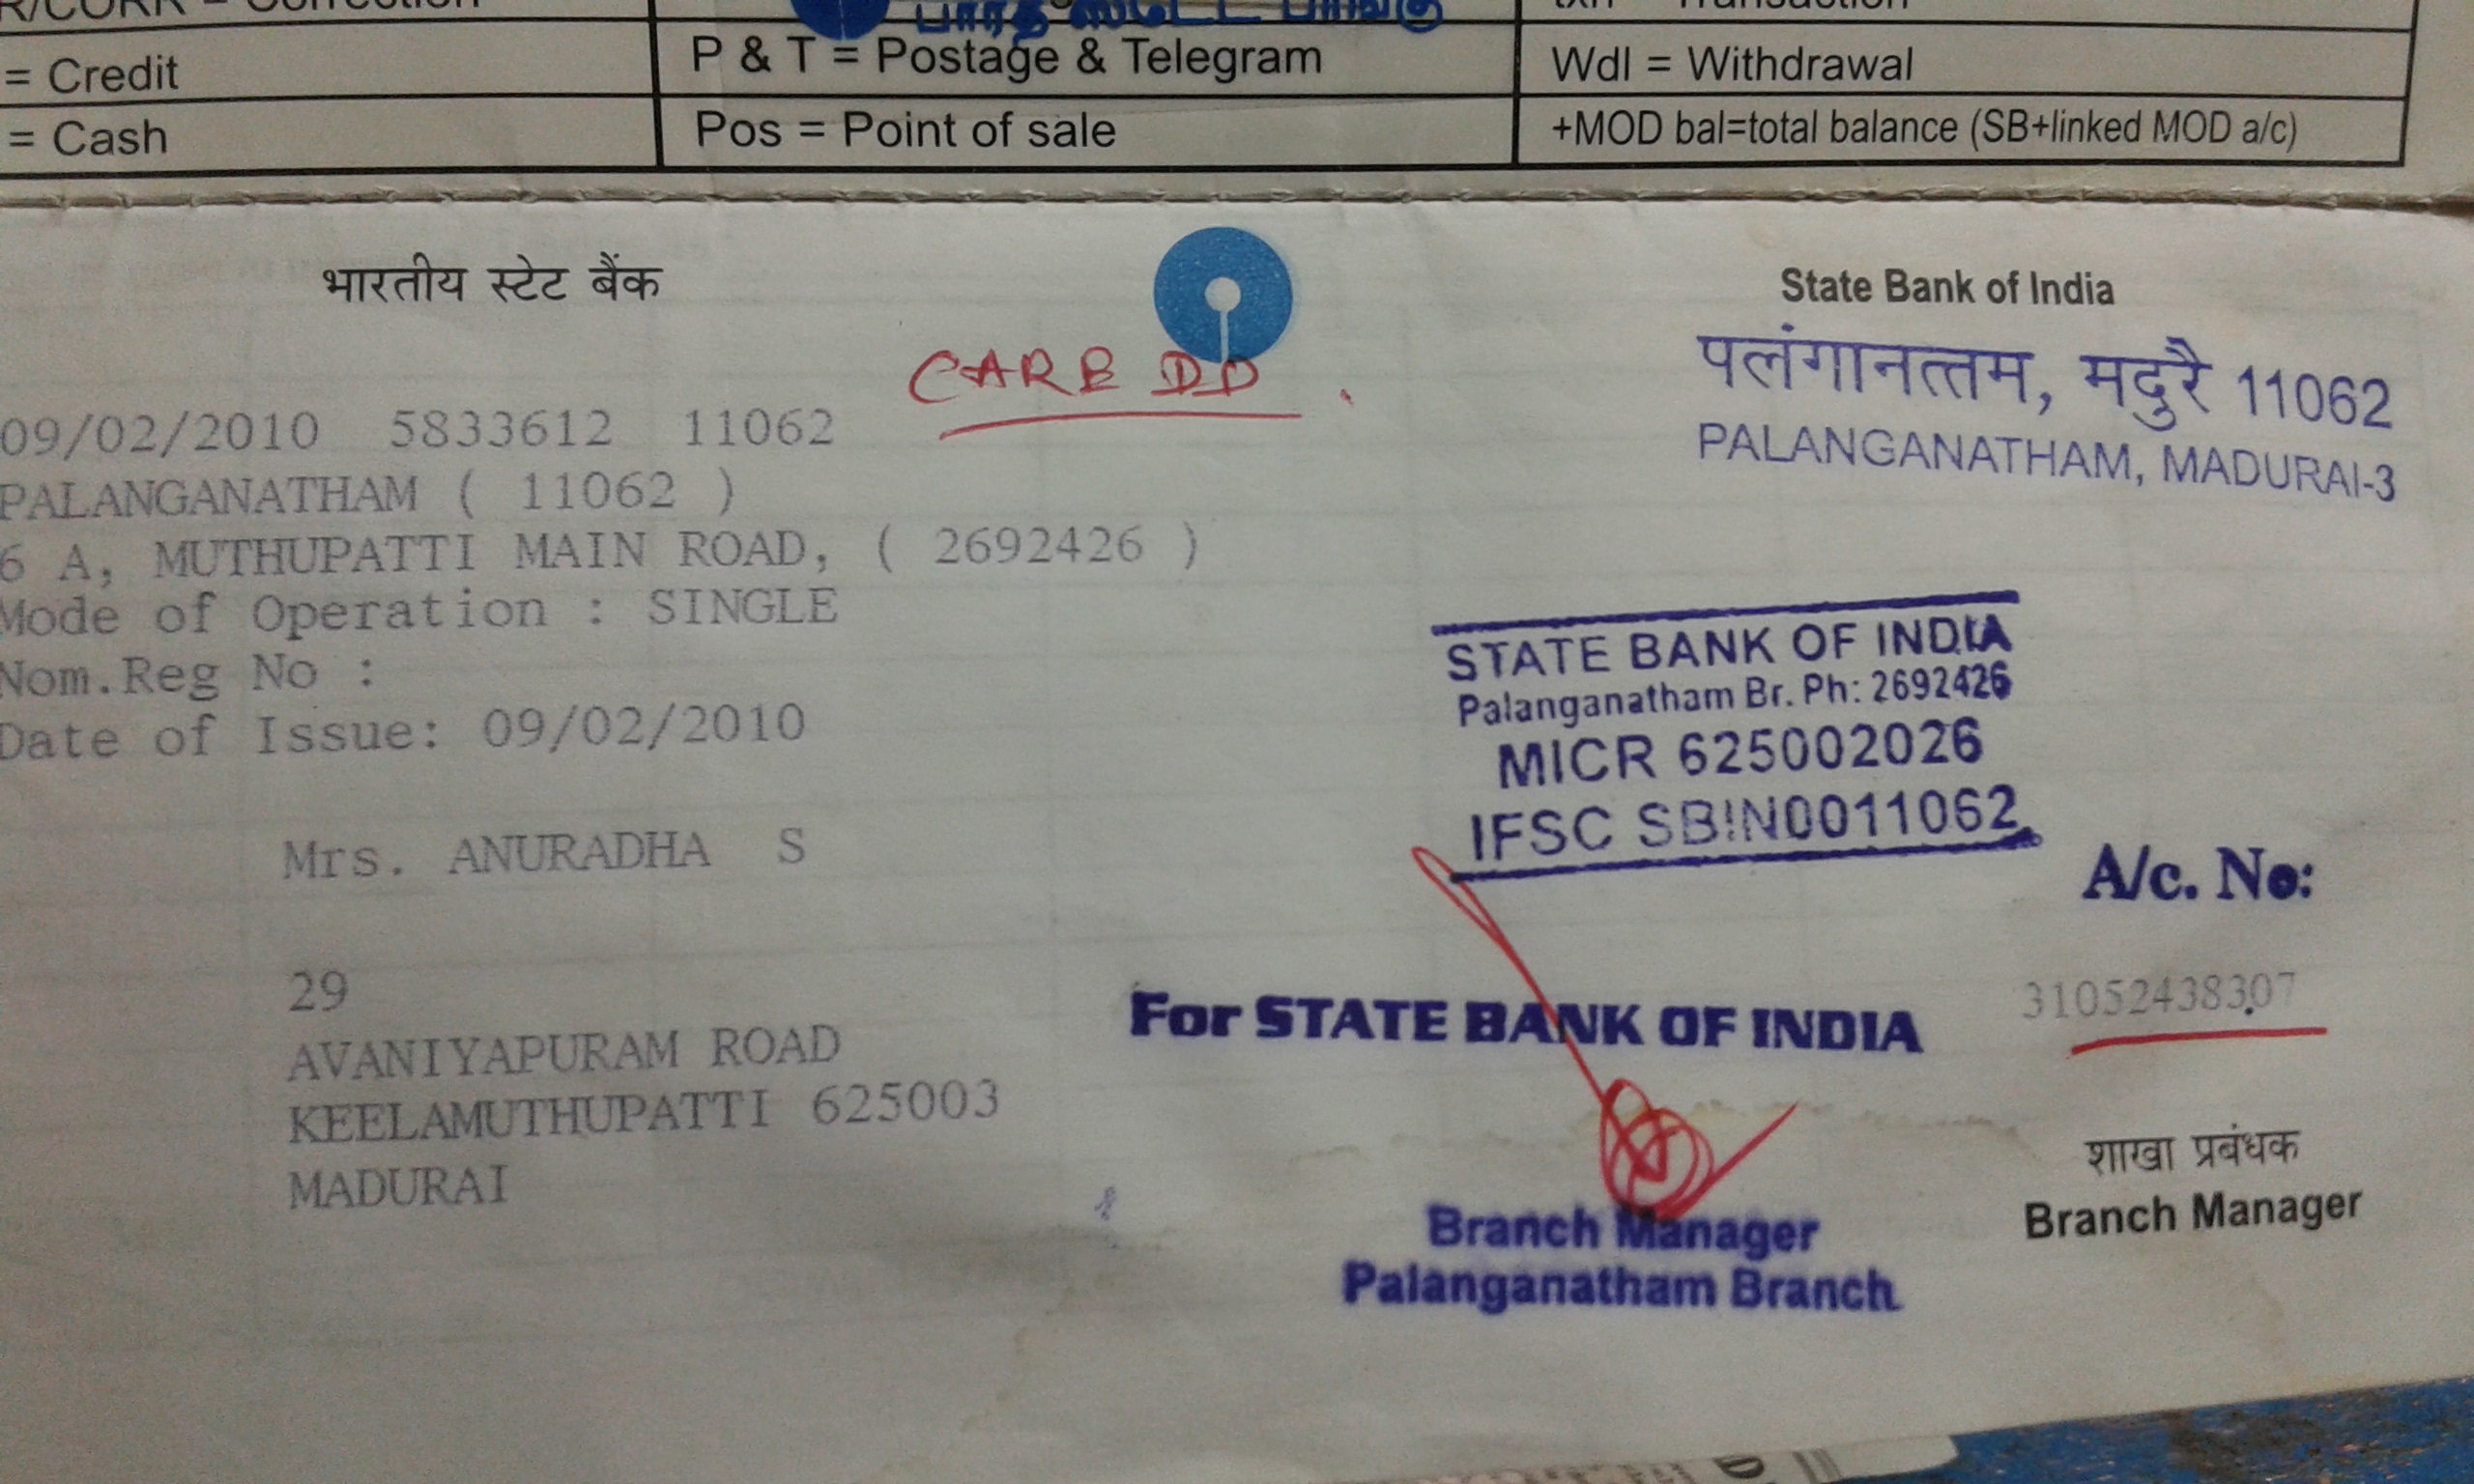 = Correction
பாரத ஸ்டேட் பாங்கு
= Transaction
= Credit
P & T = Postage & Telegram
Wdl = Withdrawal
= Cash
Pos = Point of sale
+MOD bal=total balance (SB+linked MOD a/c)
भारतीय स्टेट बैंक
State Bank of India
CARE DD.
पलंगानत्तम, मदुरै 11062
PALANGANATHAM, MADURAI-3
09/02/2010 5833612 11062
PALANGANATHAM ( 11062 )
6 A, MUTHUPATTI MAIN ROAD, ( 2692426 )
Mode of Operation : SINGLE
Nom.Reg No :
Date of Issue: 09/02/2010
STATE BANK OF INDIA
Palanganatham Br. Ph: 2692426
MICR 625002026
IFSC SBIN0011062
Mrs. ANURADHA S
A/c. No:
31052438307
29
AVANIYAPURAM ROAD
KEELAMUTHUPATTI 625003
MADURAI
For STATE BANK OF INDIA
Branch Manager
Palanganatham Branch
शाखा प्रबंधक
Branch Manager